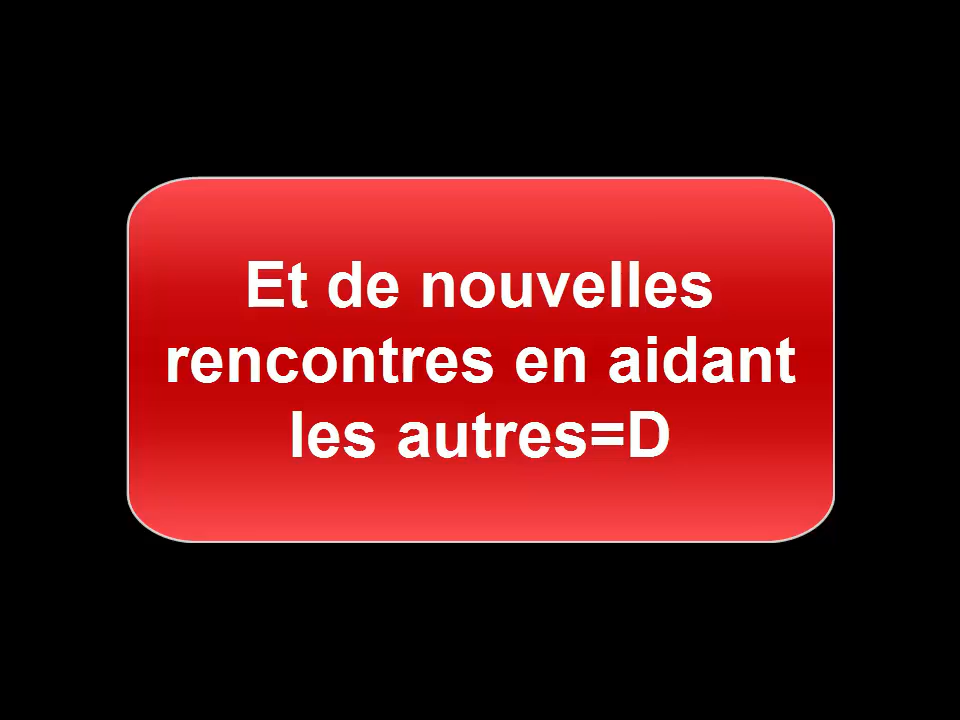 Et de nouvelles
rencontres en aidant
les autres=D